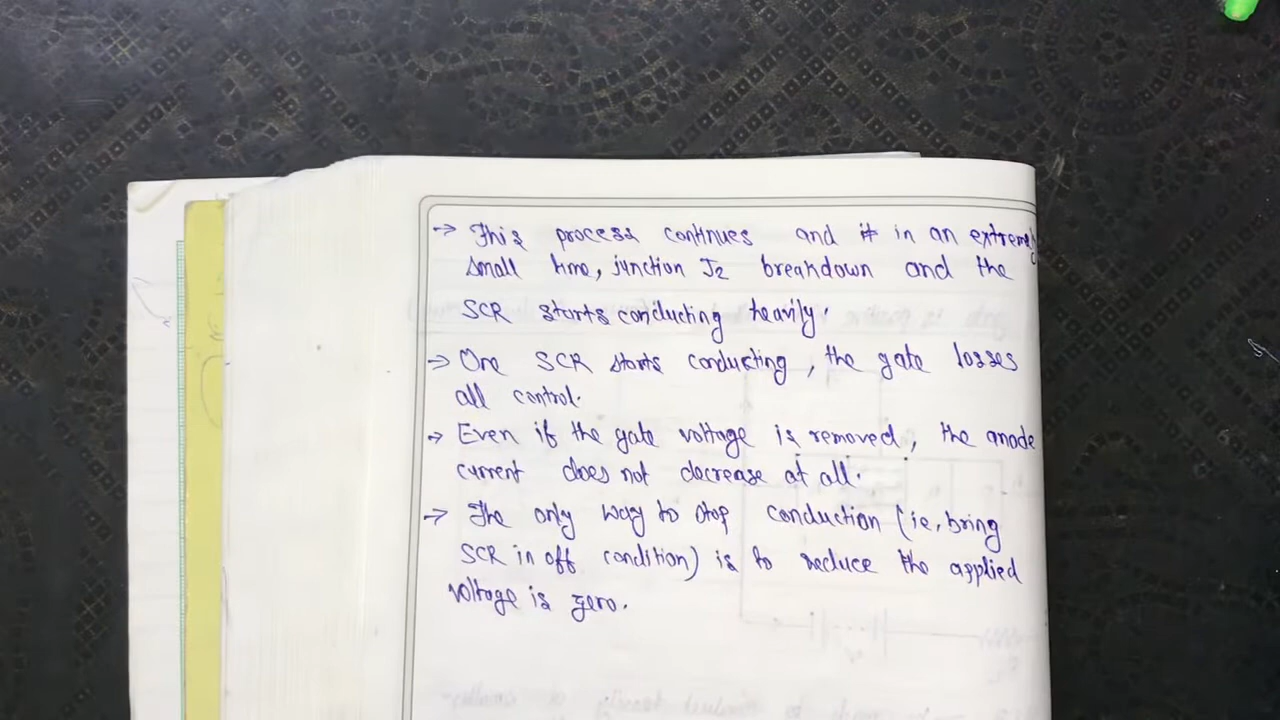 → This process continues and it in an extremely
small time, junction J2 breakdown and the
SCR starts conducting heavily.
→ One SCR starts conducting, the gate losses
all control.
→ Even if the gate voltage is removed, the anode
current does not decrease at all.
→ The only way to stop conduction (ie, bring
SCR in off condition) is to reduce the applied
voltage is zero.